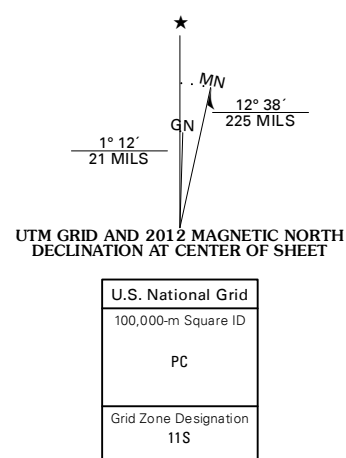 ★
MN
12° 38´
225 MILS
GN
1° 12´
21 MILS
UTM GRID AND 2012 MAGNETIC NORTH
DECLINATION AT CENTER OF SHEET
U.S. National Grid
100,000-m Square ID
PC
Grid Zone Designation
11S